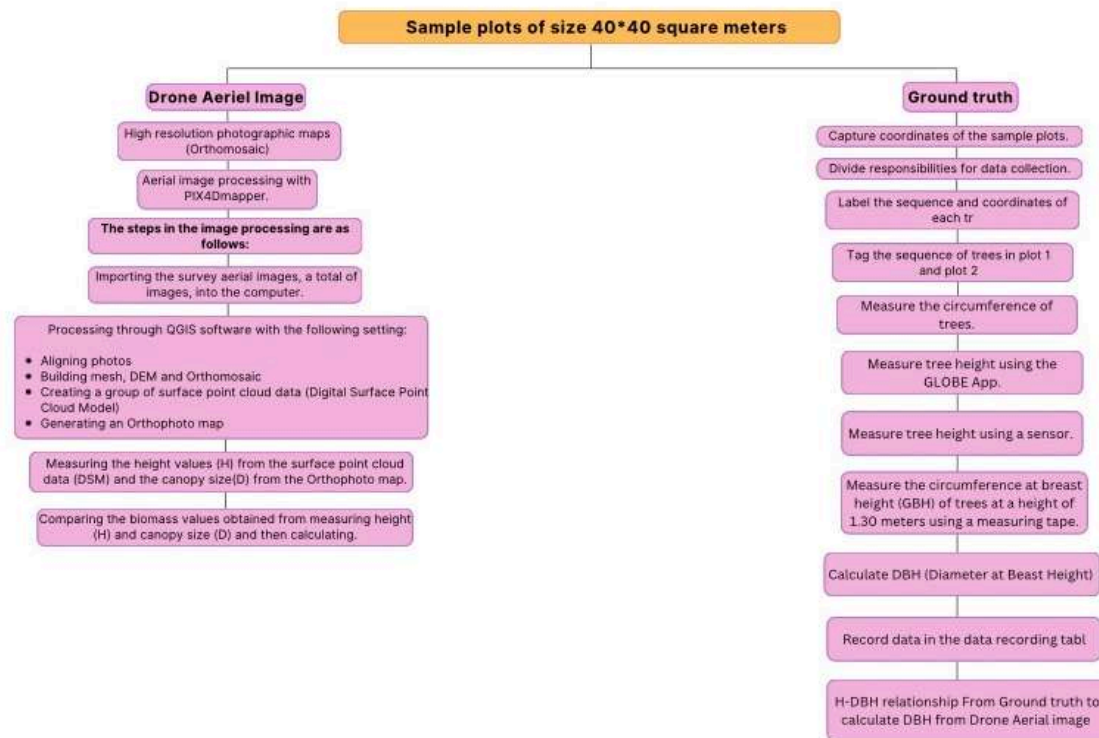 Sample plots of size 40*40 square meters
Drone Aeriel Image
High resolution photographic maps
(Orthomosaic)
Aerial image processing with
PIX4Dmapper.
The steps in the image processing are as
follows:
Importing the survey aerial images, a total of
images, into the computer.
Processing through QGIS software with the following setting:
• Aligning photos
• Building mesh, DEM and Orthomosaic
• Creating a group of surface point cloud data (Digital Surface Point
Cloud Model)
• Generating an Orthophoto map
Measuring the height values (H) from the surface point cloud
data (DSM) and the canopy size(D) from the Orthophoto map.
Comparing the biomass values obtained from measuring height
(H) and canopy size (D) and then calculating.
Ground truth
Capture coordinates of the sample plots.
Divide responsibilities for data collection.
Label the sequence and coordinates of
each tr
Tag the sequence of trees in plot 1
and plot 2
Measure the circumference of
trees.
Measure tree height using the
GLOBE App.
Measure tree height using a sensor.
Measure the circumference at breast
height (GBH) of trees at a height of
1.30 meters using a measuring tape.
Calculate DBH (Diameter at Beast Height)
Record data in the data recording tabl
H-DBH relationship From Ground truth to
calculate DBH from Drone Aerial image